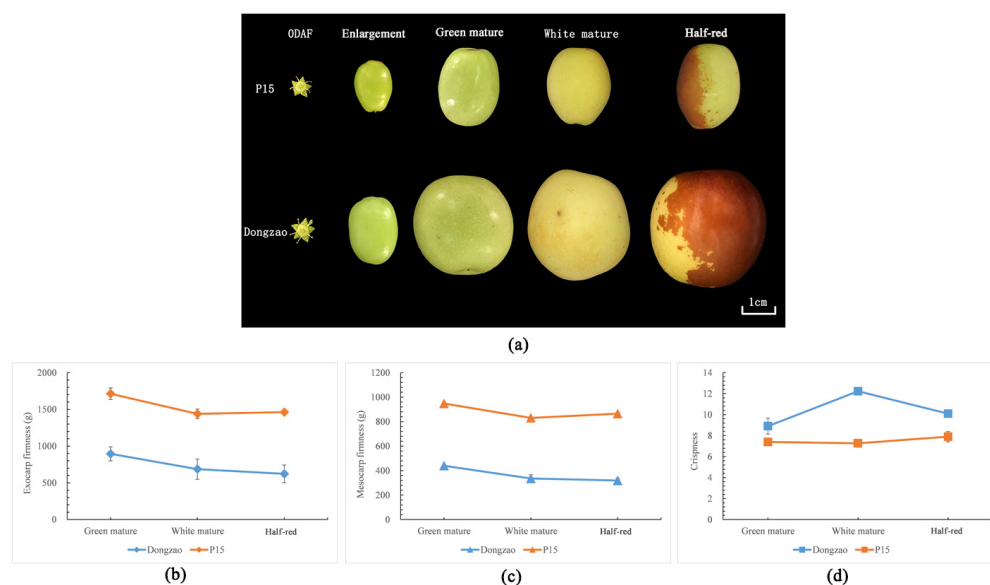 ODAF Enlargement Green mature White mature Half-red
P15
Dongzao
1cm
(a)
2000
1500
1000
500
0
Exocarp firmness (g)
Green mature White mature Half-red
Dongzao P15
(b)
1200
1000
800
600
400
200
0
Mesocarp firmness (g)
Green mature White mature Half-red
Dongzao P15
(c)
14
12
10
8
6
4
2
0
Crispness
Green mature White mature Half-red
Dongzao P15
(d)